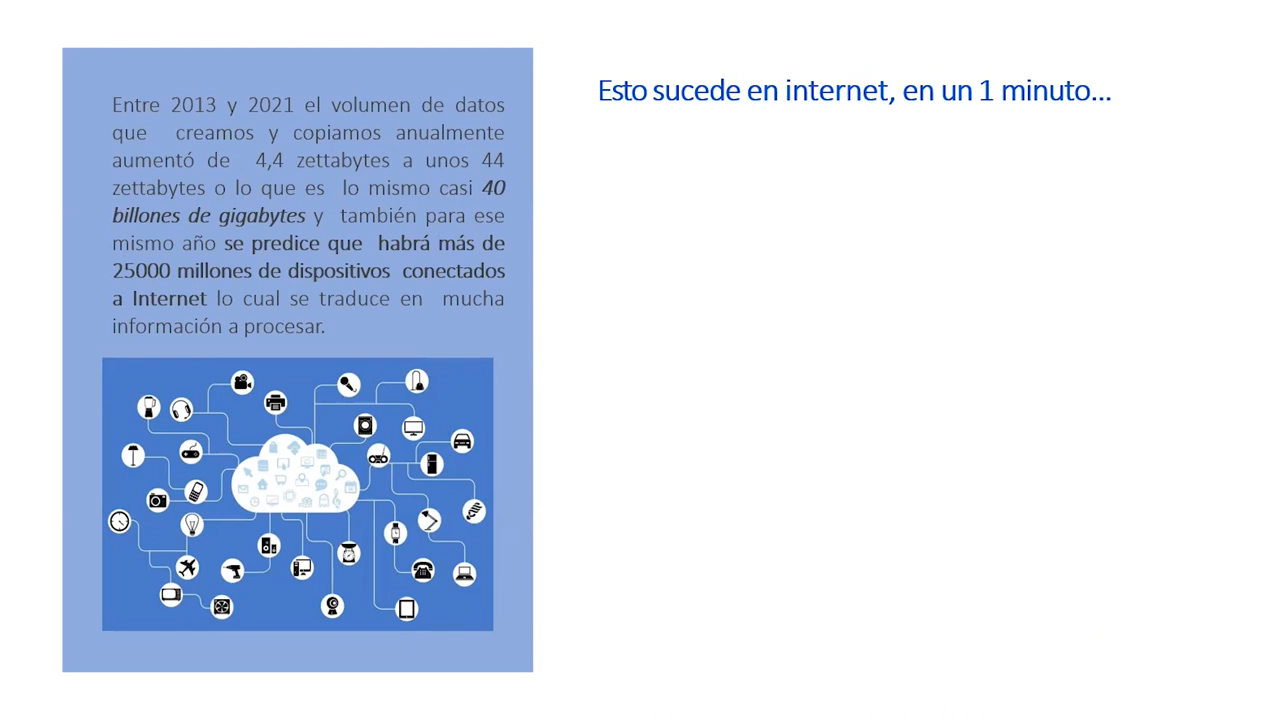 Entre 2013 y 2021 el volumen de datos
que creamos y copiamos anualmente
aumentó de 4,4 zettabytes a unos 44
zettabytes o lo que es lo mismo casi 40
billones de gigabytes y también para ese
mismo año se predice que habrá más de
25000 millones de dispositivos conectados
a Internet lo cual se traduce en mucha
información a procesar.
Esto sucede en internet, en un 1 minuto...